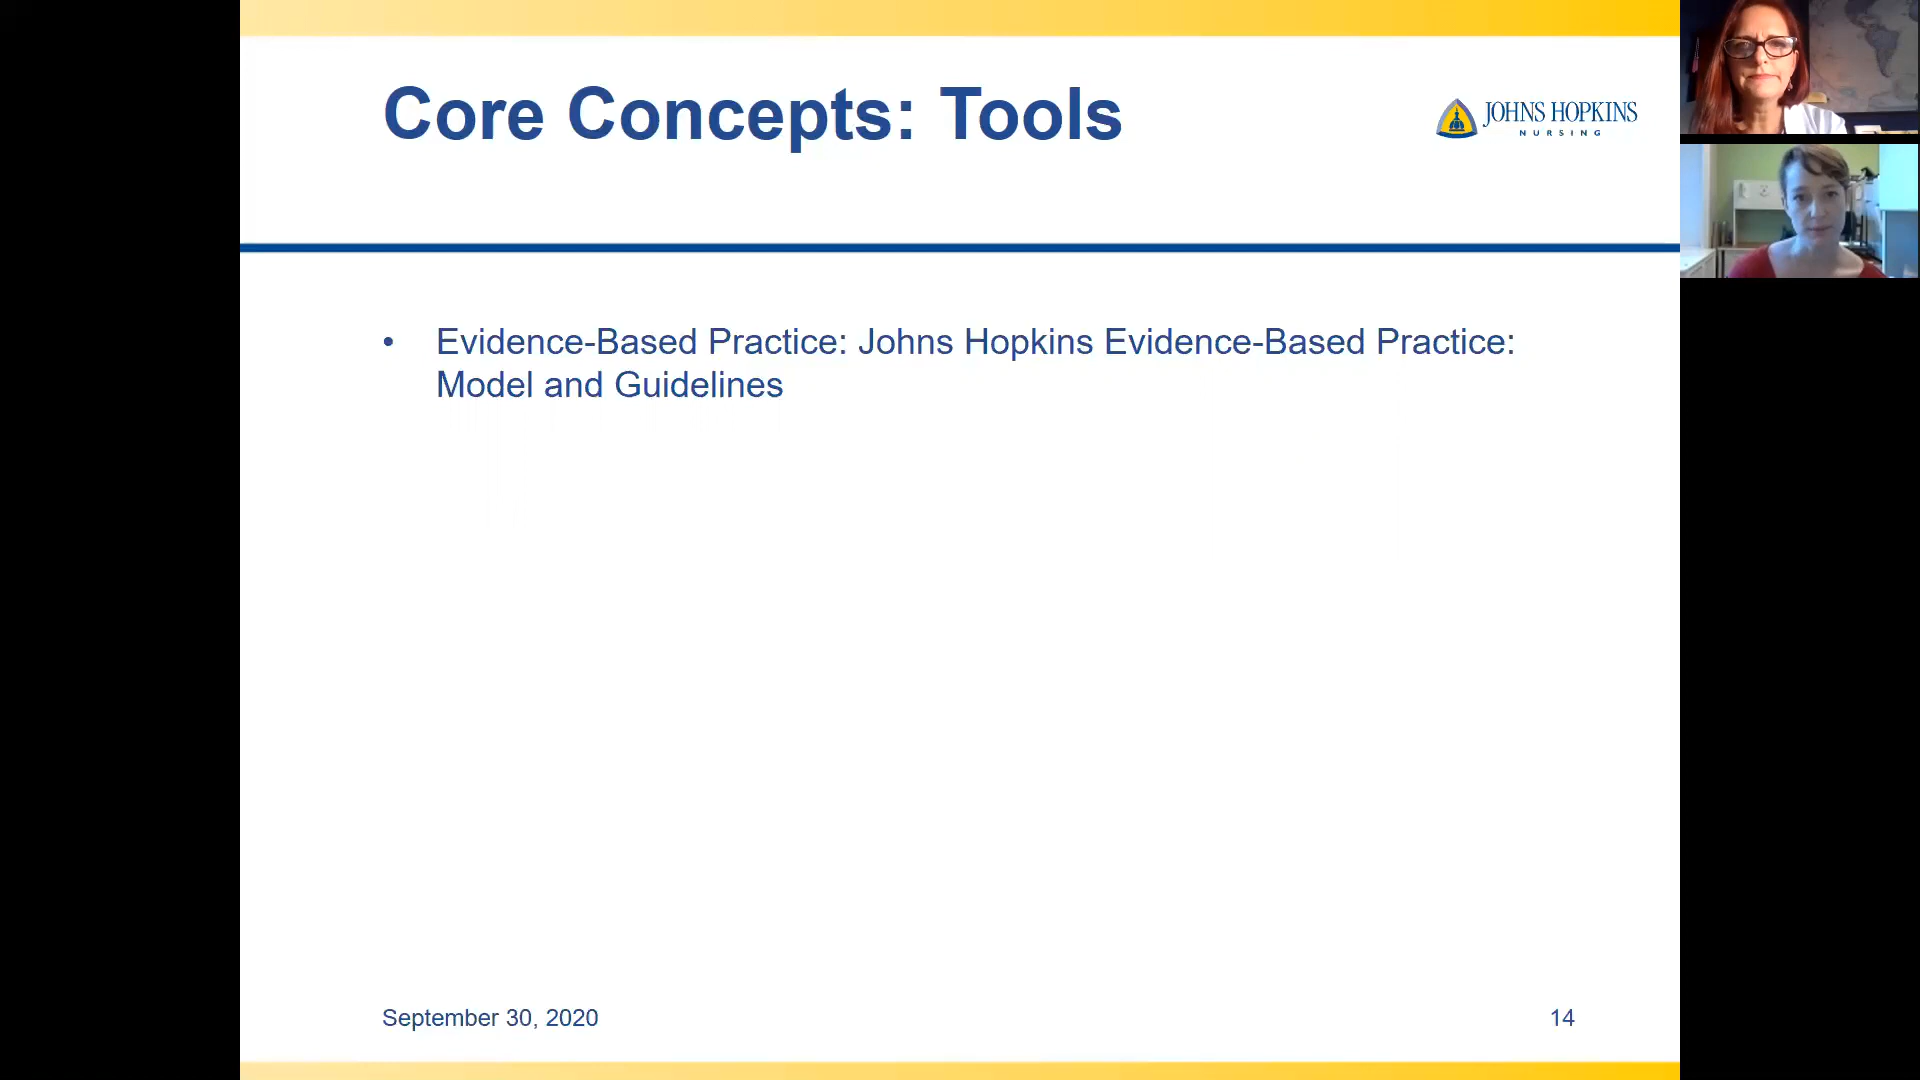 Core Concepts: Tools
JOHNS HOPKINS
NURSING
• Evidence-Based Practice: Johns Hopkins Evidence-Based Practice:
Model and Guidelines
September 30, 2020
14